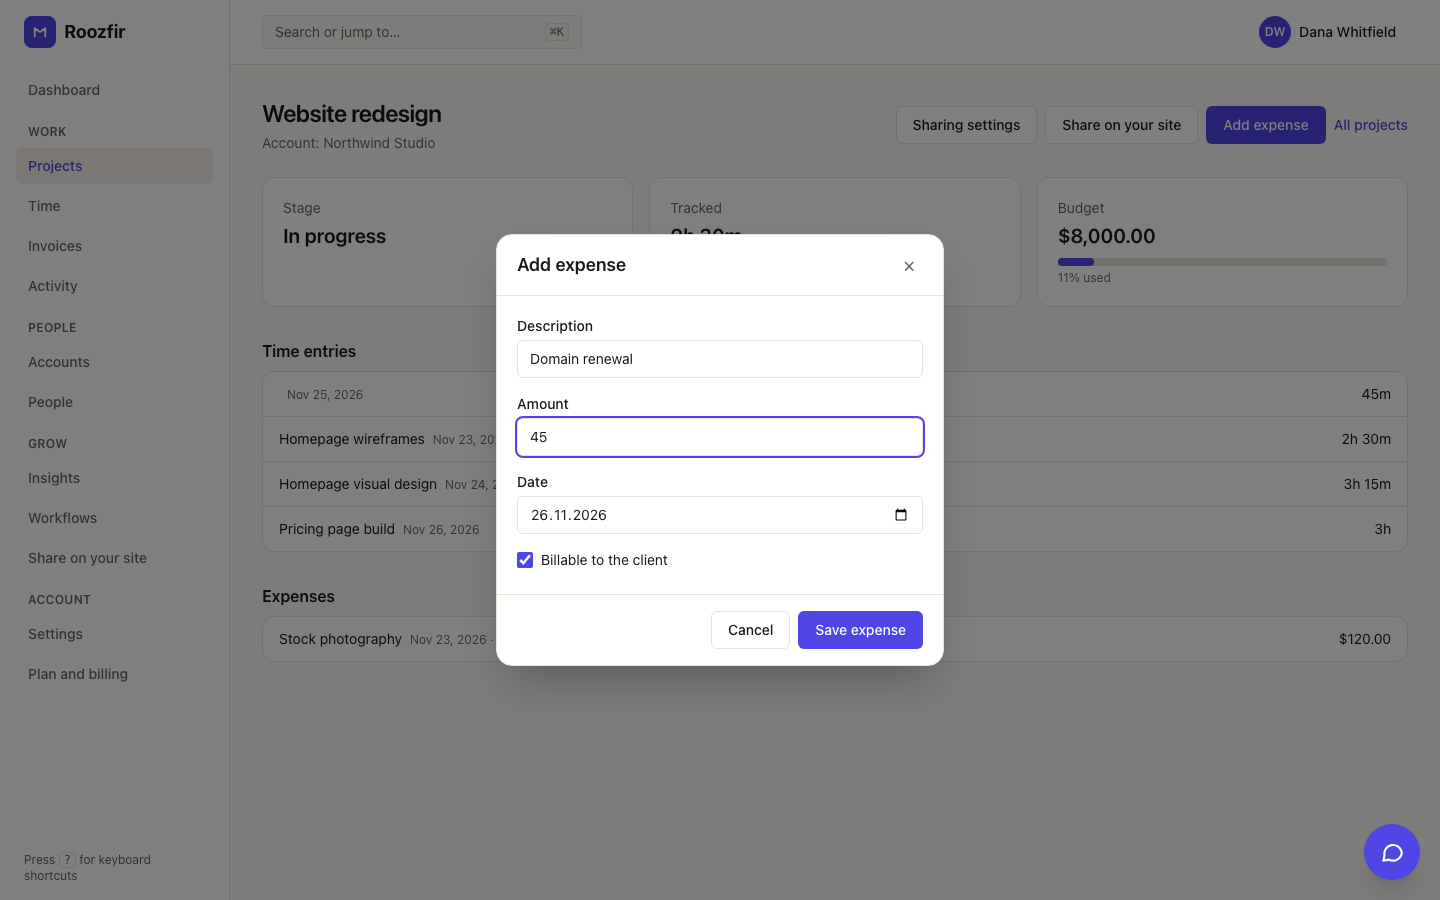 Roozfir
Search or jump to...
⌘K
DW
Dana Whitfield
Dashboard
WORK
Projects
Time
Invoices
Activity
PEOPLE
Accounts
People
GROW
Insights
Workflows
Share on your site
ACCOUNT
Settings
Plan and billing
Press ? for keyboard
shortcuts
Website redesign
Account: Northwind Studio
Sharing settings
Share on your site
Add expense
All projects
Stage
In progress
Tracked
Budget
$8,000.00
11% used
Time entries
Nov 25, 2026
45m
Homepage wireframes Nov 23,
2h 30m
Homepage visual design Nov 24,
3h 15m
Pricing page build Nov 26, 2026
3h
Expenses
Stock photography Nov 23, 2026 ·
$120.00
Add expense
×
Description
Domain renewal
Amount
45
Date
26.11.2026
Billable to the client
Cancel
Save expense